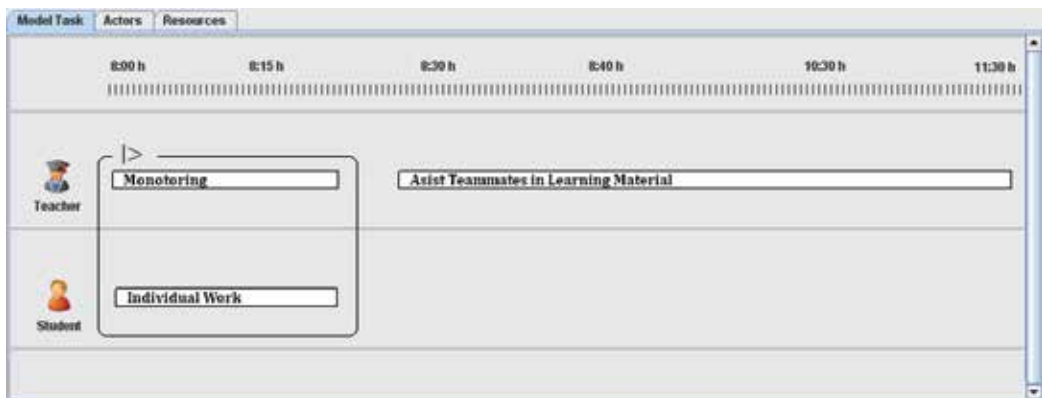 Model Task Actors Resources
8:00 h 8:15 h 8:30 h 8:40 h 10:30 h 11:30 h
|>
Monotoring Asist Teammates in Learning Material
Teacher
Individual Work
Student